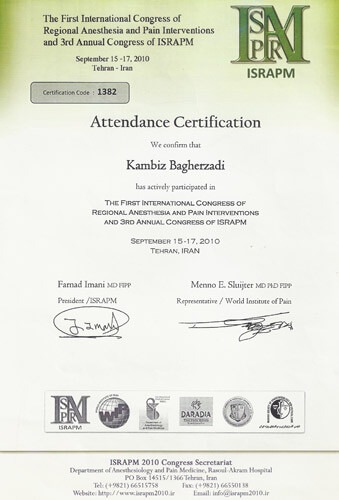 The First International Congress of
Regional Anesthesia and Pain Interventions
and 3rd Annual Congress of ISRAPM
September 15 -17, 2010
Tehran - Iran
ISRAPM
Certification Code : 1382
Attendance Certification
We confirm that
Kambiz Bagherzadi
has actively participated in
The First International Congress of
Regional Anesthesia and Pain Interventions
and 3rd Annual Congress of ISRAPM
September 15-17, 2010
Tehran, IRAN
Farnad Imani MD FIPP
President /ISRAPM
Menno E. Sluijter MD PhD FIPP
Representative / World Institute of Pain
ISRAPM
DARADIA
ISRAPM 2010 Congress Secretariat
Department of Anesthesiology and Pain Medicine, Rasoul-Akram Hospital
PO Box 14515/1366 Tehran, Iran
Tel: (+9821) 66515758 Fax: (+9821) 66550138
Website: http://www.israpm2010.ir Email: info@israpm2010.ir